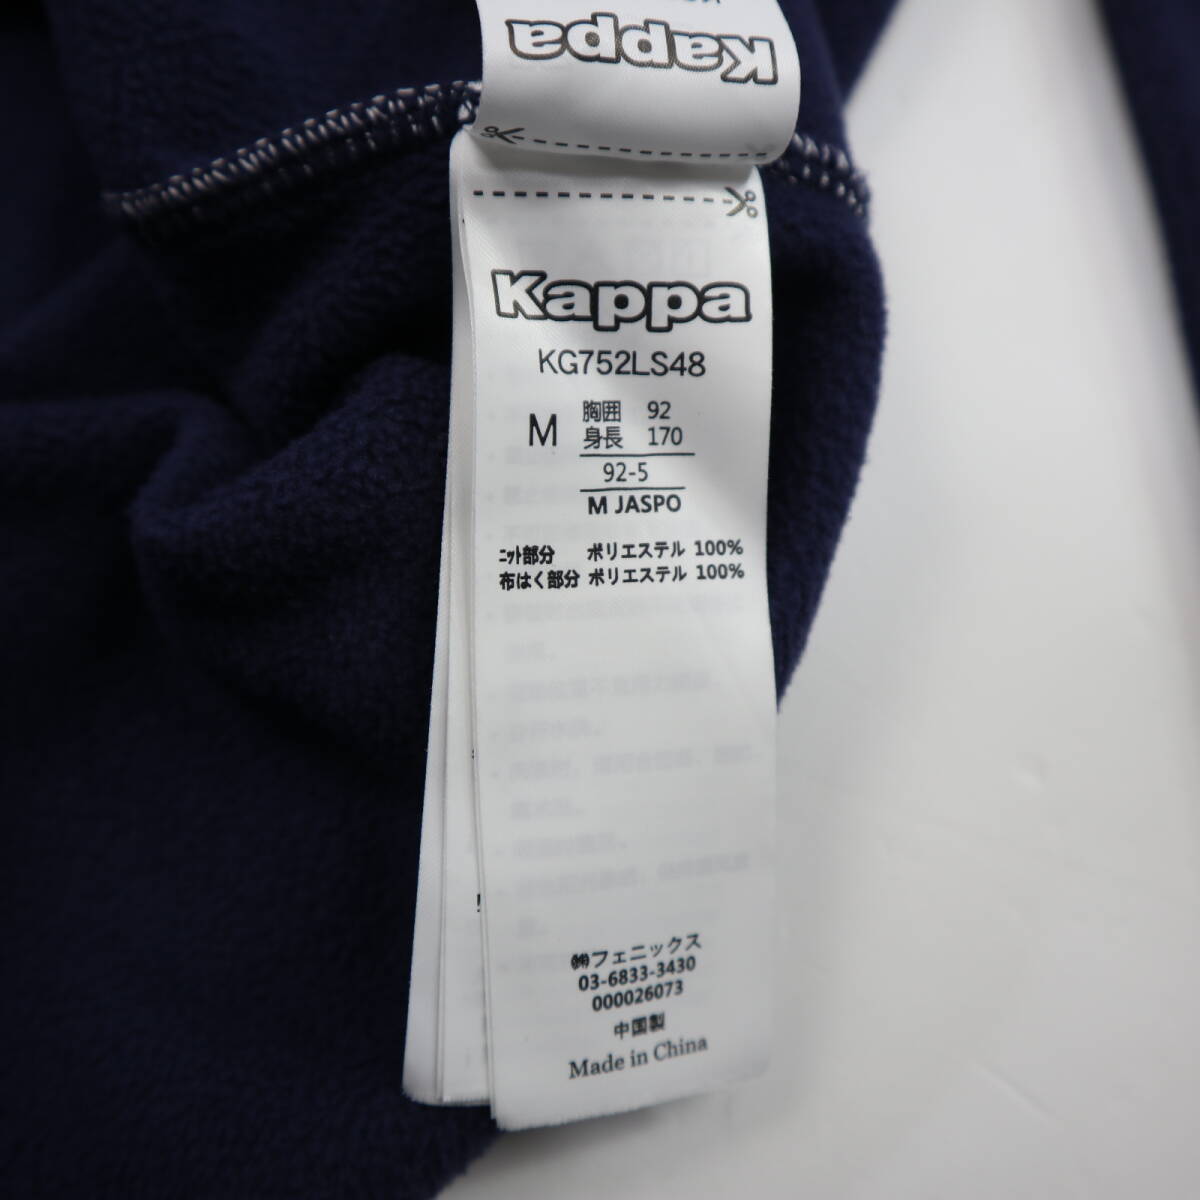 Kappa
Kappa
KG752LS48
M
胸囲 92
身長 170
92-5
M JASPO
ニット部分 ポリエステル 100%
布はく部分 ポリエステル 100%
㈱フェニックス
03-6833-3430
000026073
中国製
Made in China